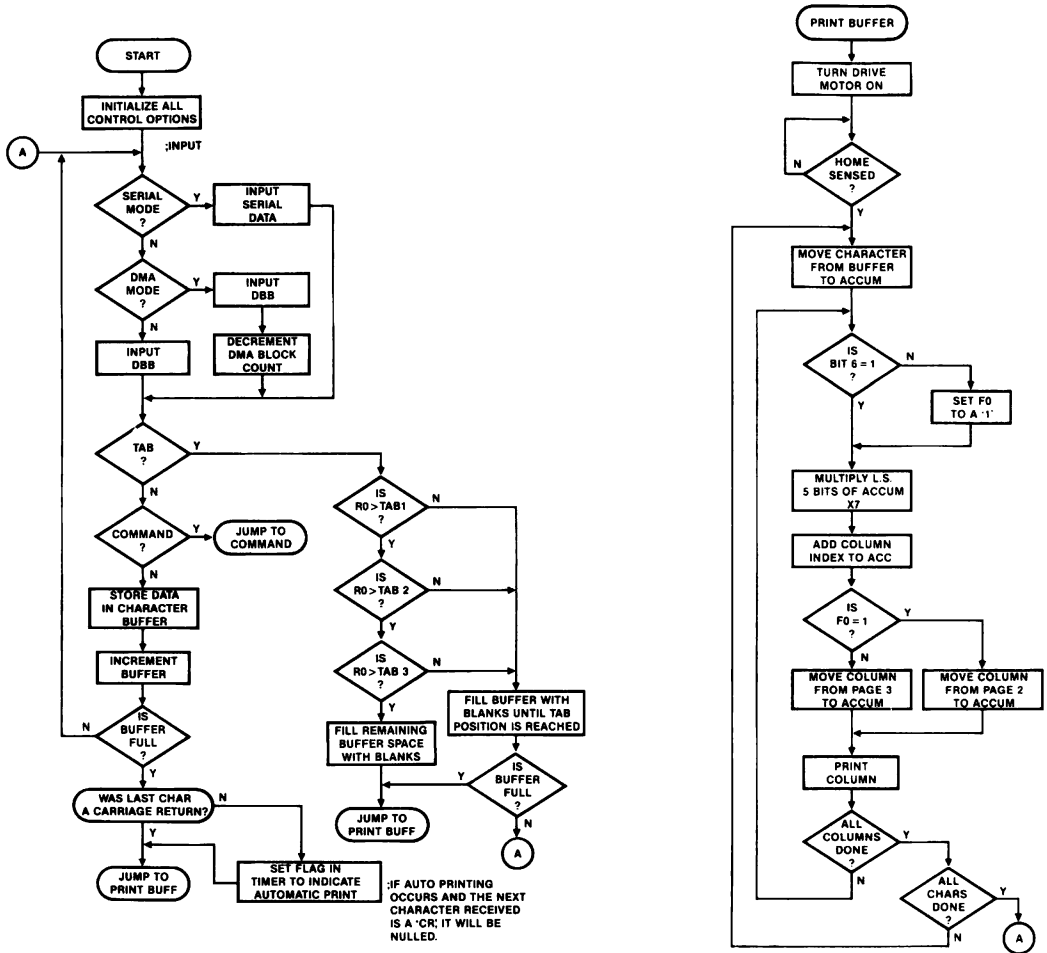 START
INITIALIZE ALL
CONTROL OPTIONS
A
;INPUT
SERIAL
MODE
?
Y
N
INPUT
SERIAL
DATA
DMA
MODE
?
Y
N
INPUT
DBB
DECREMENT
DMA BLOCK
COUNT
INPUT
DBB
TAB
?
Y
N
COMMAND
?
Y
N
JUMP TO
COMMAND
STORE DATA
IN CHARACTER
BUFFER
INCREMENT
BUFFER
IS
BUFFER
FULL
?
N
Y
WAS LAST CHAR
A CARRIAGE RETURN?
N
Y
JUMP TO
PRINT BUFF
SET FLAG IN
TIMER TO INDICATE
AUTOMATIC PRINT
;IF AUTO PRINTING
OCCURS AND THE NEXT
CHARACTER RECEIVED
IS A 'CR', IT WILL BE
NULLED.
IS
R0>TAB1
?
N
Y
IS
R0>TAB 2
?
N
Y
IS
R0>TAB 3
?
N
Y
FILL REMAINING
BUFFER SPACE
WITH BLANKS
FILL BUFFER WITH
BLANKS UNTIL TAB
POSITION IS REACHED
IS
BUFFER
FULL
?
Y
N
JUMP TO
PRINT BUFF
A
PRINT BUFFER
TURN DRIVE
MOTOR ON
HOME
SENSED
?
N
Y
MOVE CHARACTER
FROM BUFFER
TO ACCUM
IS
BIT 6 = 1
?
N
Y
SET F0
TO A '1'
MULTIPLY L.S.
5 BITS OF ACCUM
X7
ADD COLUMN
INDEX TO ACC
IS
F0 = 1
?
Y
N
MOVE COLUMN
FROM PAGE 3
TO ACCUM
MOVE COLUMN
FROM PAGE 2
TO ACCUM
PRINT
COLUMN
ALL
COLUMNS
DONE
?
Y
N
ALL
CHARS
DONE
?
Y
N
A